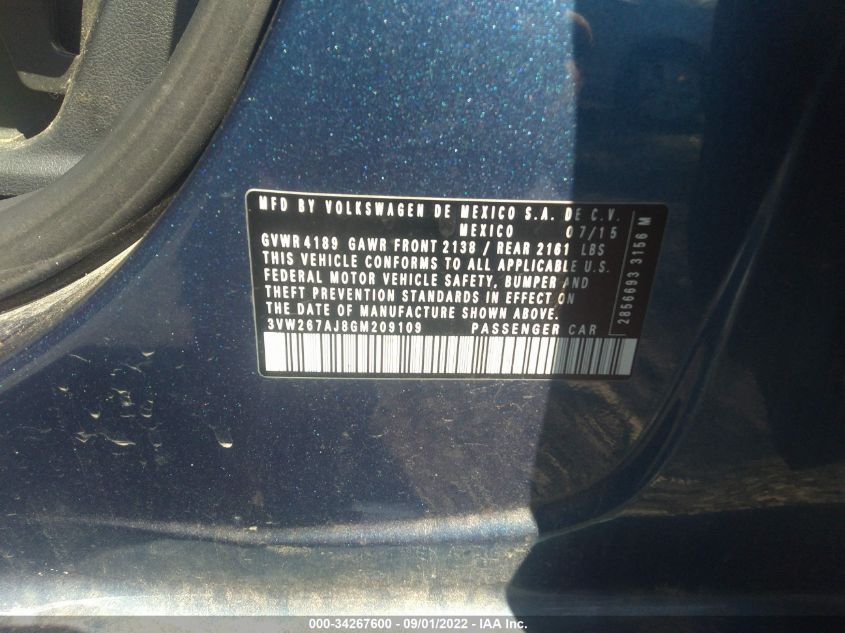 MFD BY VOLKSWAGEN DE MEXICO S.A. DE C.V.
MEXICO 07/15
GVWR 4189 GAWR FRONT 2138 / REAR 2161 LBS
THIS VEHICLE CONFORMS TO ALL APPLICABLE U.S.
FEDERAL MOTOR VEHICLE SAFETY, BUMPER AND
THEFT PREVENTION STANDARDS IN EFFECT ON
THE DATE OF MANUFACTURE SHOWN ABOVE.
3VW267AJ8GM209109 PASSENGER CAR
2856693 3156 M
000-34267600 - 09/01/2022 - IAA Inc.